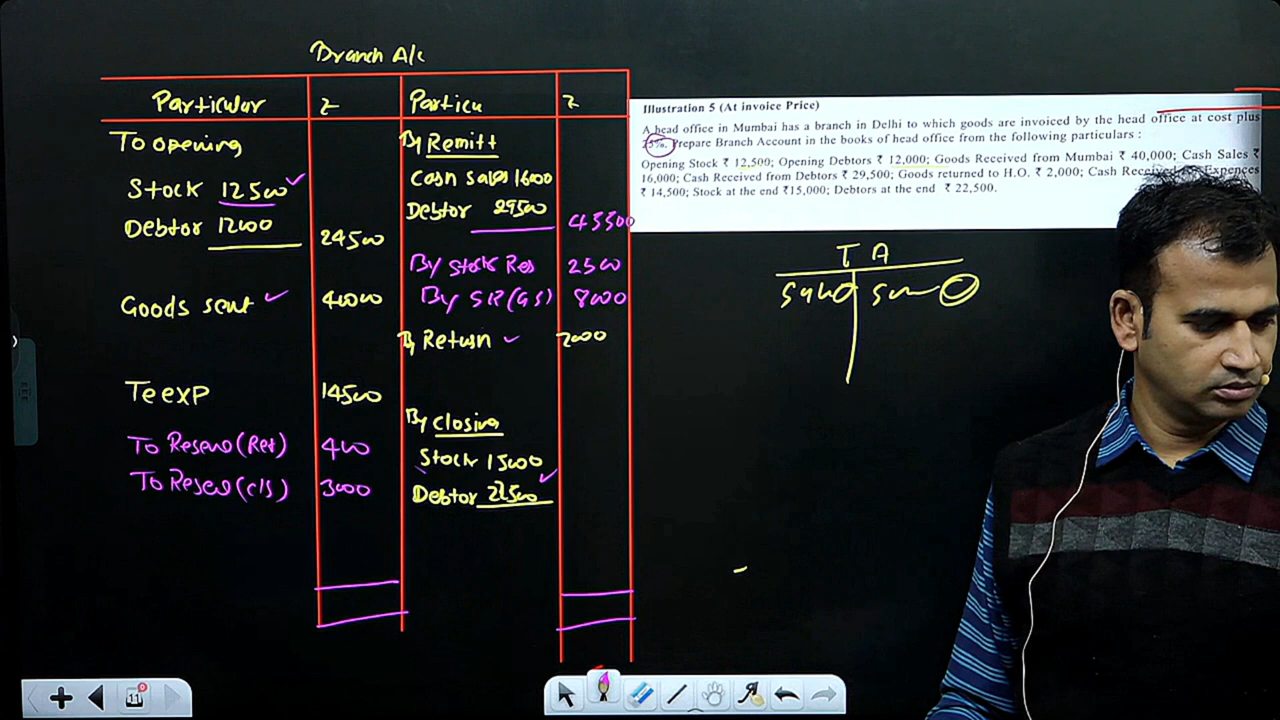 Branch A/c
Particular ₹ Particu ₹
To opening
Stock 12500
Debtor 12000 24500
Goods sent 40000
To exp 14500
To Reserv (Ret) 400
To Reserv (c/s) 3000
By Remitt
Cash sales 16000
Debtor 29500 45500
By Stock Res 2500
By SR (GS) 8000
By Return 2000
By closing
Stock 15000
Debtor 22500
Illustration 5 (At invoice Price)
A head office in Mumbai has a branch in Delhi to which goods are invoiced by the head office at cost plus
25%. Prepare Branch Account in the books of head office from the following particulars :
Opening Stock ₹ 12,500; Opening Debtors ₹ 12,000; Goods Received from Mumbai ₹ 40,000; Cash Sales ₹
16,000; Cash Received from Debtors ₹ 29,500; Goods returned to H.O. ₹ 2,000; Cash Received Expences
₹ 14,500; Stock at the end ₹15,000; Debtors at the end ₹ 22,500.
T A
11